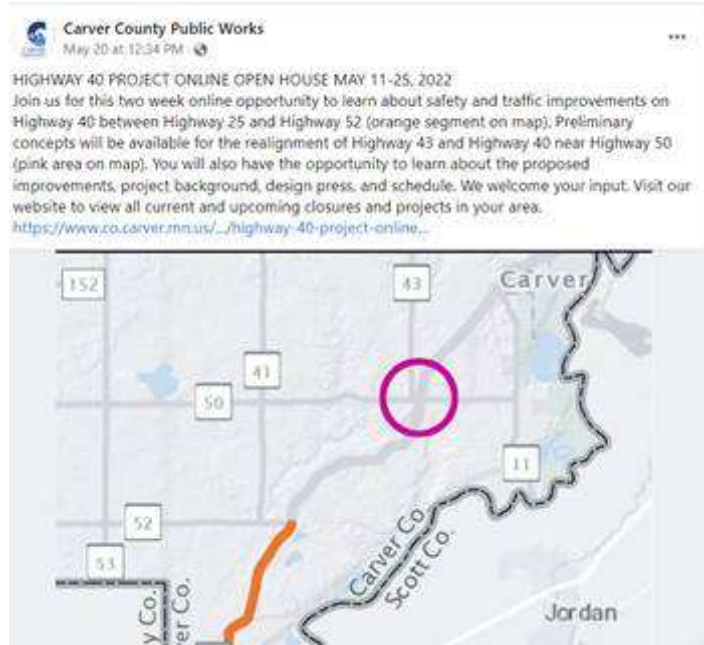 Carver County Public Works
May 20 at 12:34 PM ·
HIGHWAY 40 PROJECT ONLINE OPEN HOUSE MAY 11-25, 2022
Join us for this two week online opportunity to learn about safety and traffic improvements on
Highway 40 between Highway 25 and Highway 52 (orange segment on map). Preliminary
concepts will be available for the realignment of Highway 43 and Highway 40 near Highway 50
(pink area on map). You will also have the opportunity to learn about the proposed
improvements, project background, design press, and schedule. We welcome your input. Visit our
website to view all current and upcoming closures and projects in your area.
https://www.co.carver.mn.us/.../highway-40-project-online...
152
43
Carver
41
50
11
52
53
Carver Co.
Scott Co.
y Co.
er Co.
Jordan